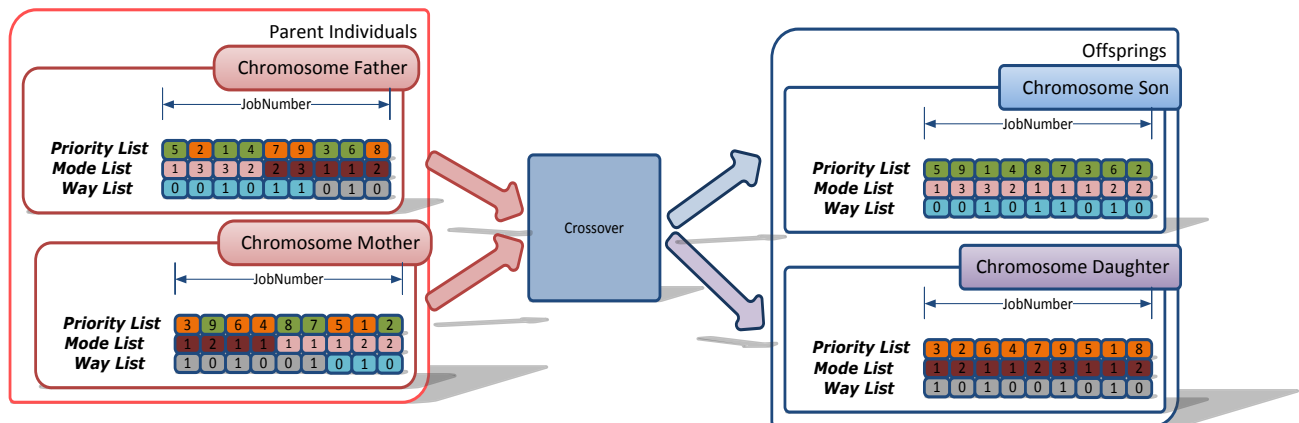 Parent Individuals
Chromosome Father
JobNumber
Priority List 5 2 1 4 7 9 3 6 8
Mode List 1 3 3 2 2 3 1 1 2
Way List 0 0 1 0 1 1 0 1 0
Chromosome Mother
JobNumber
Priority List 3 9 6 4 8 7 5 1 2
Mode List 1 2 1 1 1 1 1 2 2
Way List 1 0 1 0 0 1 0 1 0
Crossover
Offsprings
Chromosome Son
JobNumber
Priority List 5 9 1 4 8 7 3 6 2
Mode List 1 3 3 2 1 1 1 2 2
Way List 0 0 1 0 1 1 0 1 0
Chromosome Daughter
JobNumber
Priority List 3 2 6 4 7 9 5 1 8
Mode List 1 2 1 1 2 3 1 1 2
Way List 1 0 1 0 0 1 0 1 0